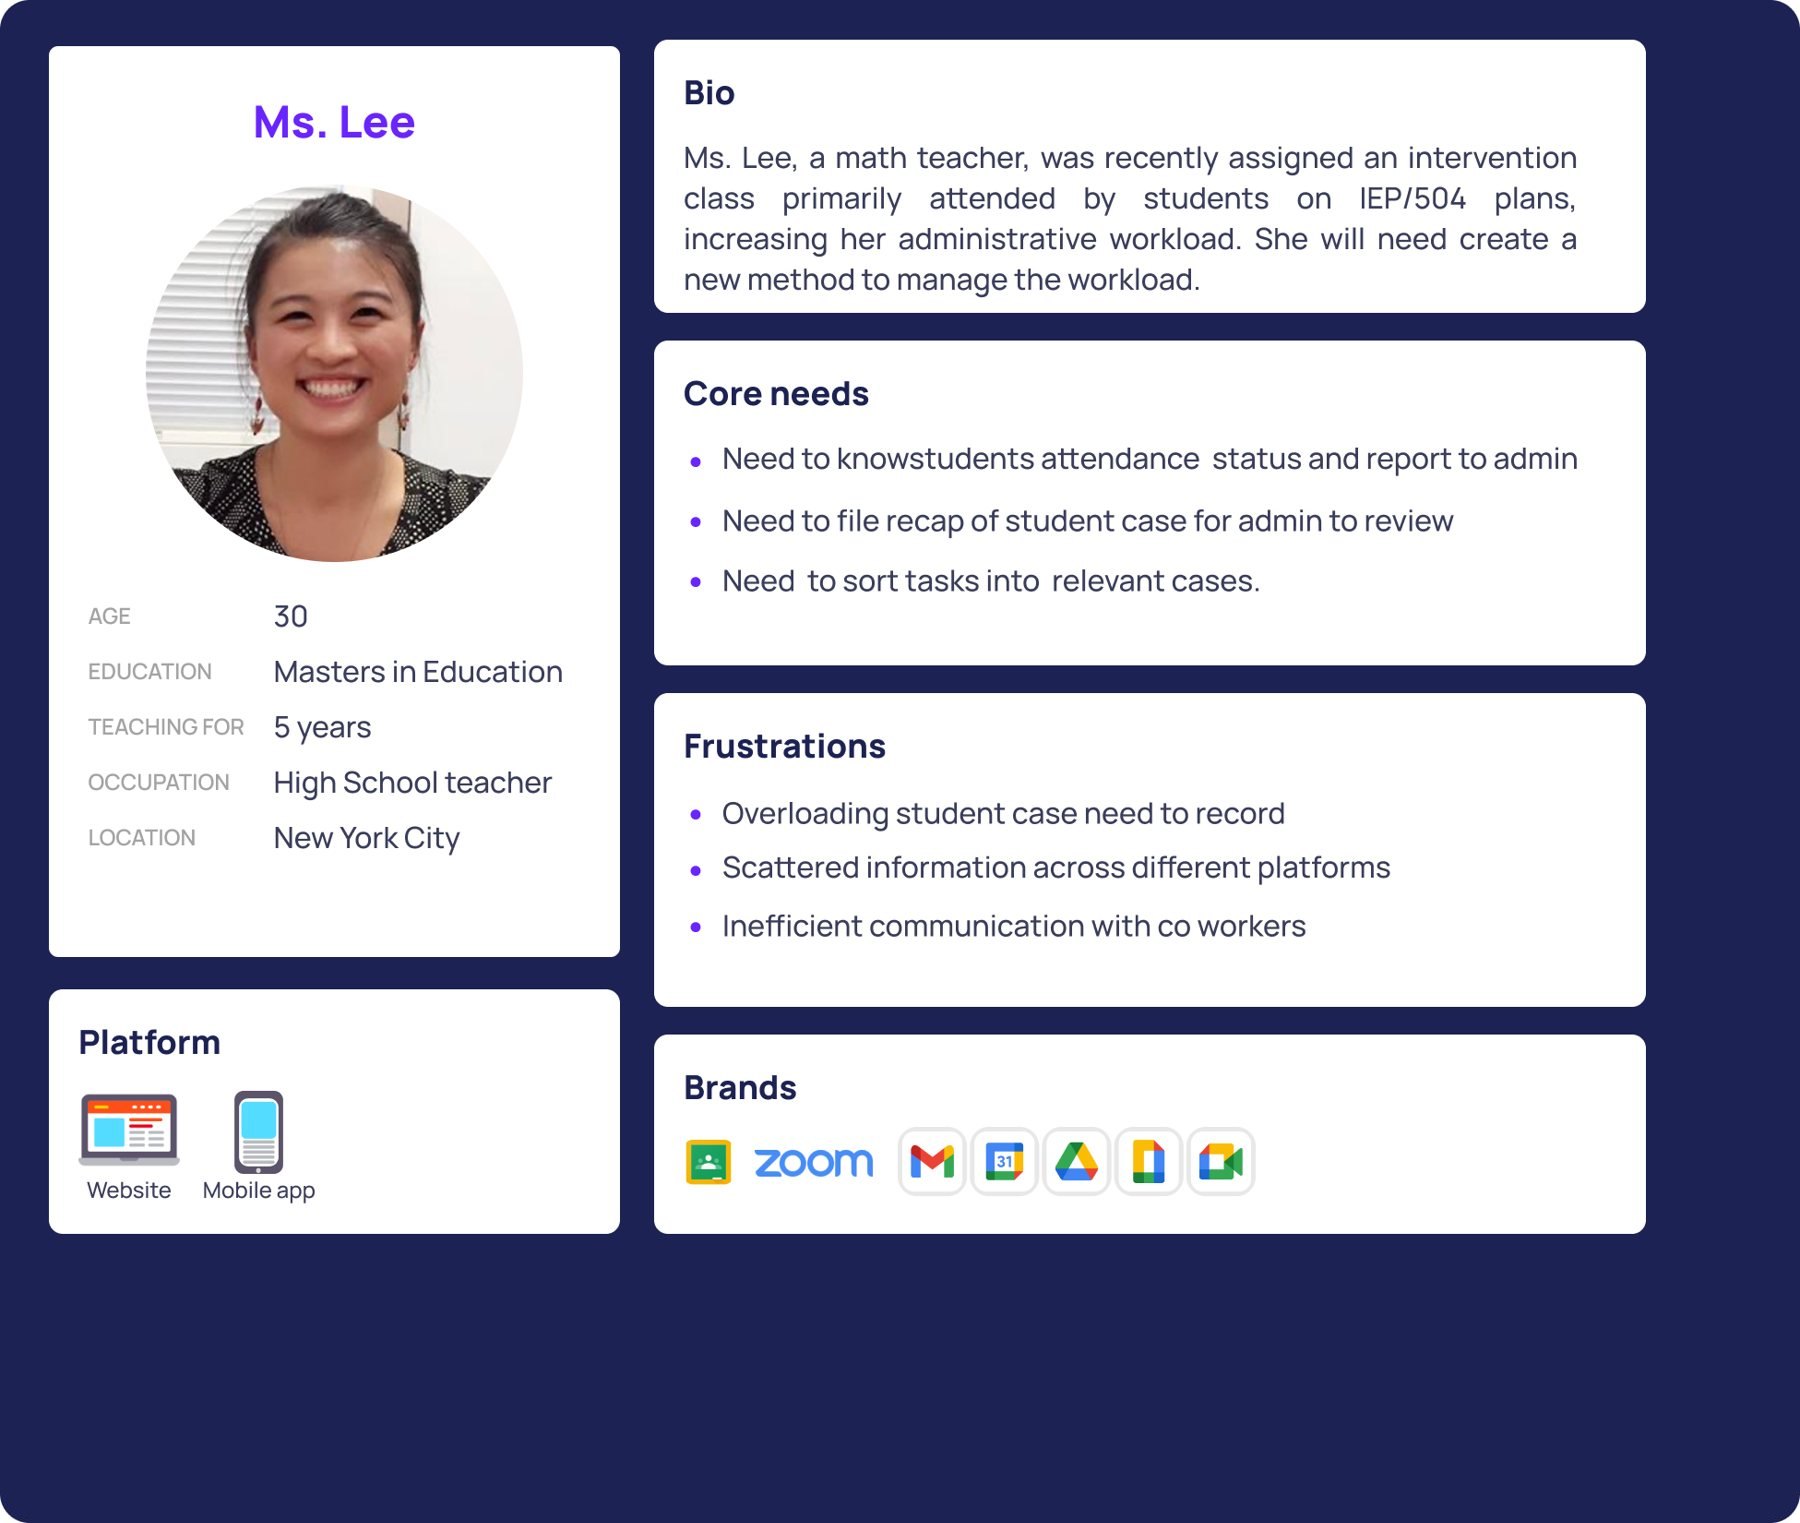 Ms. Lee
AGE 30
EDUCATION Masters in Education
TEACHING FOR 5 years
OCCUPATION High School teacher
LOCATION New York City
Platform
Website Mobile app
Bio
Ms. Lee, a math teacher, was recently assigned an intervention
class primarily attended by students on IEP/504 plans,
increasing her administrative workload. She will need create a
new method to manage the workload.
Core needs
Need to knowstudents attendance  status and report to admin
Need to file recap of student case for admin to review
Need  to sort tasks into  relevant cases.
Frustrations
Overloading student case need to record
Scattered information across different platforms
Inefficient communication with co workers
Brands
zoom 31